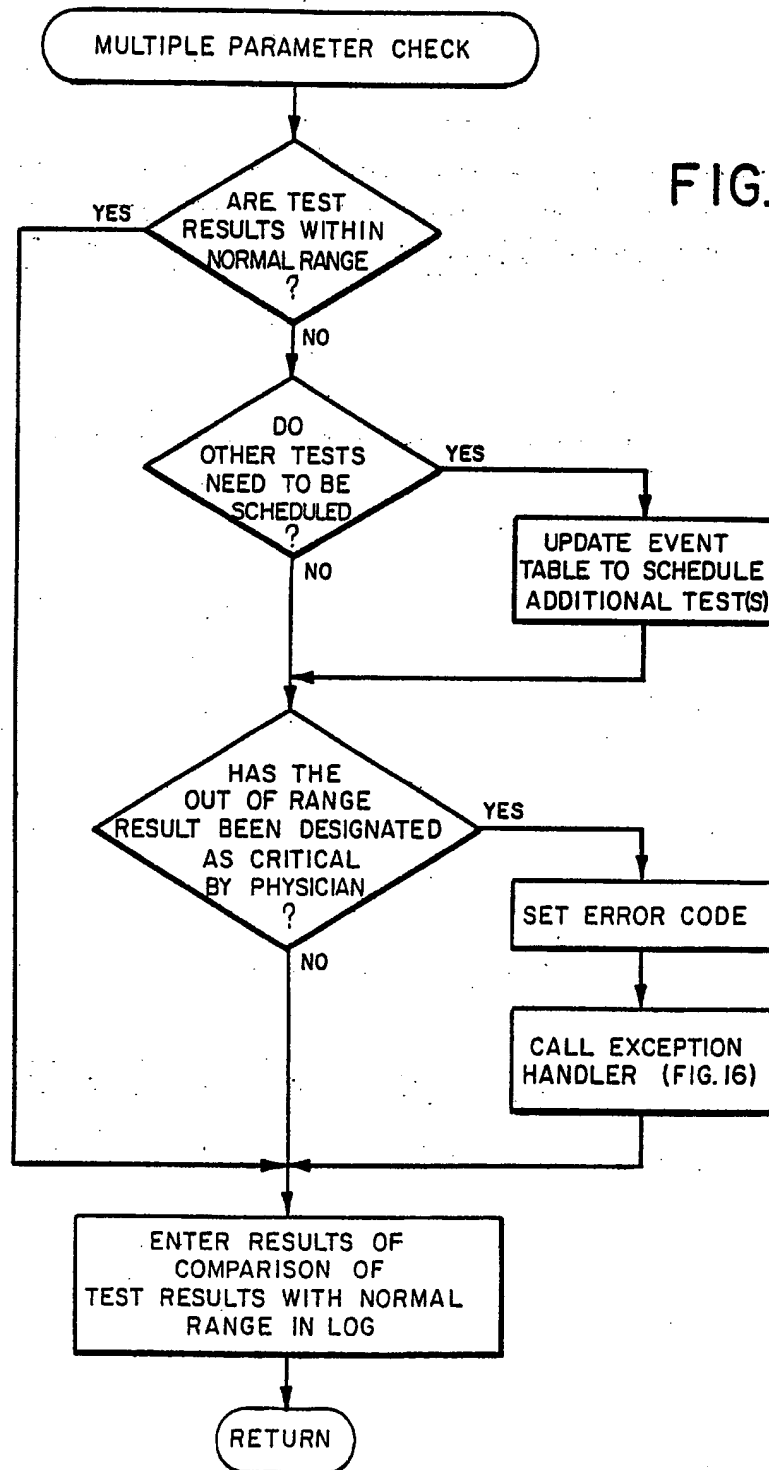 MULTIPLE PARAMETER CHECK
FIG.
ARE TEST
RESULTS WITHIN
NORMAL RANGE
?
YES
NO
DO
OTHER TESTS
NEED TO BE
SCHEDULED
?
YES
NO
UPDATE EVENT
TABLE TO SCHEDULE
ADDITIONAL TEST(S)
HAS THE
OUT OF RANGE
RESULT BEEN DESIGNATED
AS CRITICAL
BY PHYSICIAN
?
YES
NO
SET ERROR CODE
CALL EXCEPTION
HANDLER (FIG. 16)
ENTER RESULTS OF
COMPARISON OF
TEST RESULTS WITH NORMAL
RANGE IN LOG
RETURN